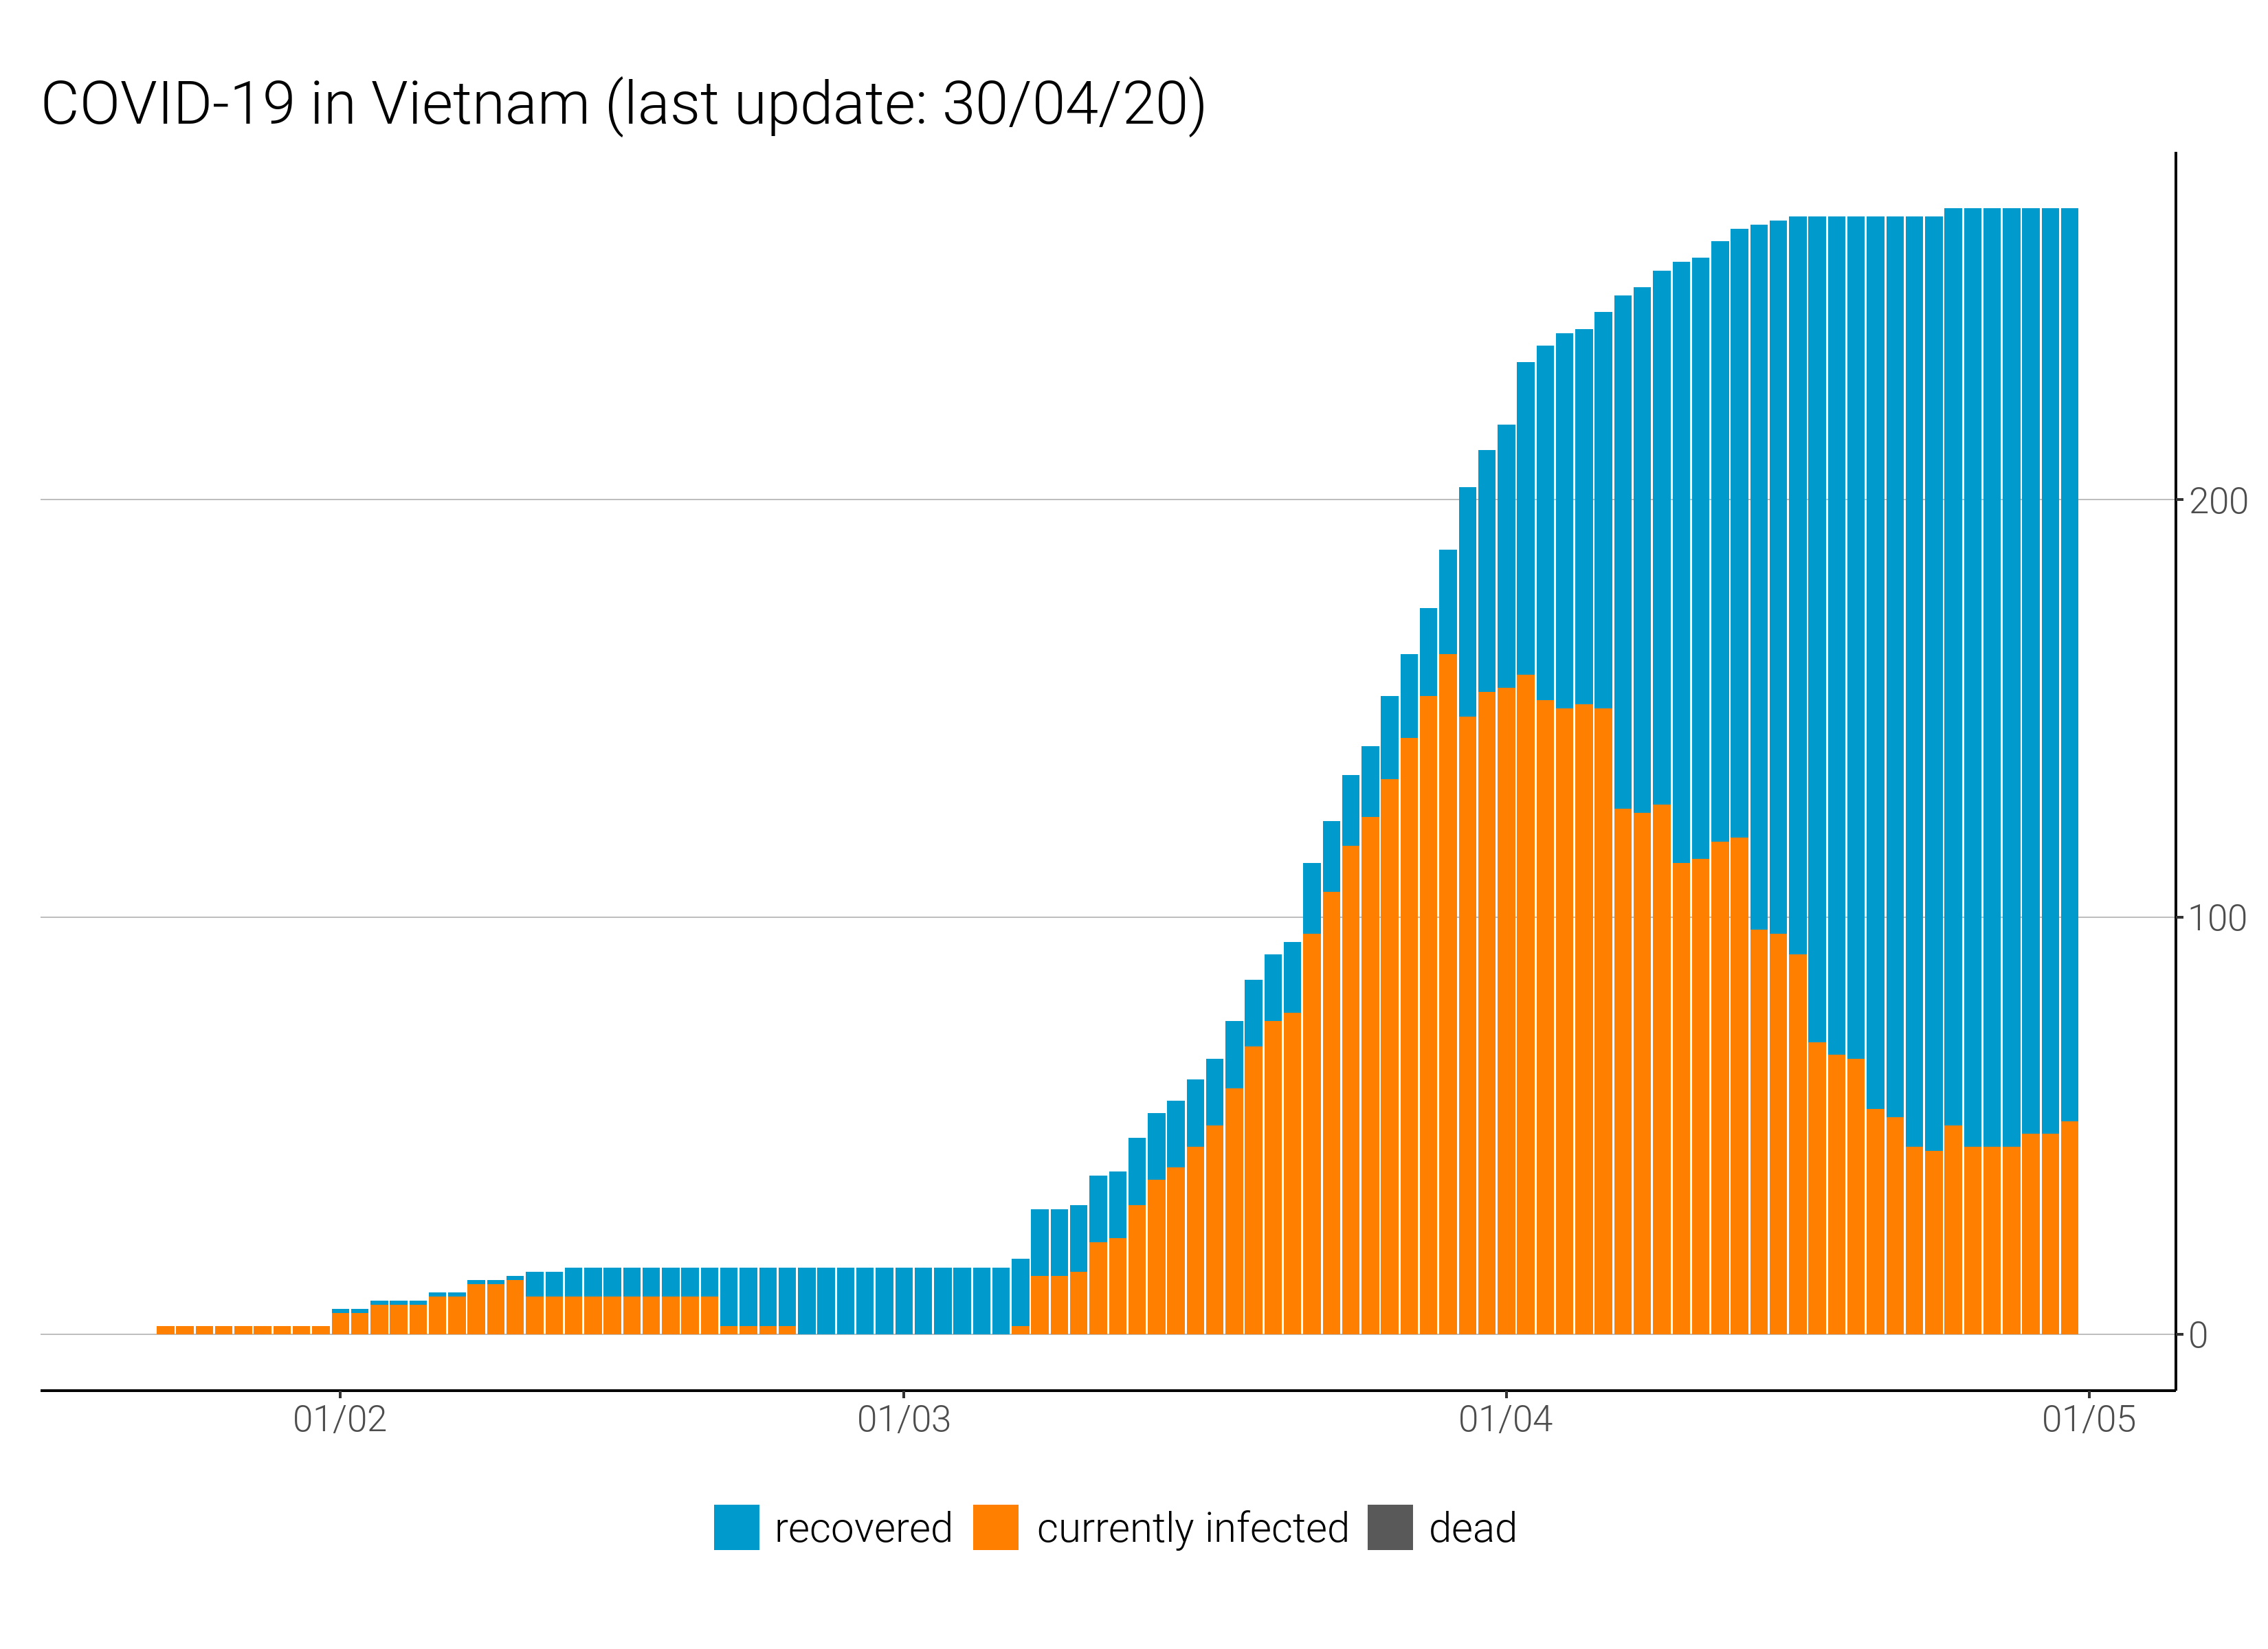 COVID-19 in Vietnam (last update: 30/04/20)
200
100
0
01/02 01/03 01/04 01/05
recovered currently infected dead